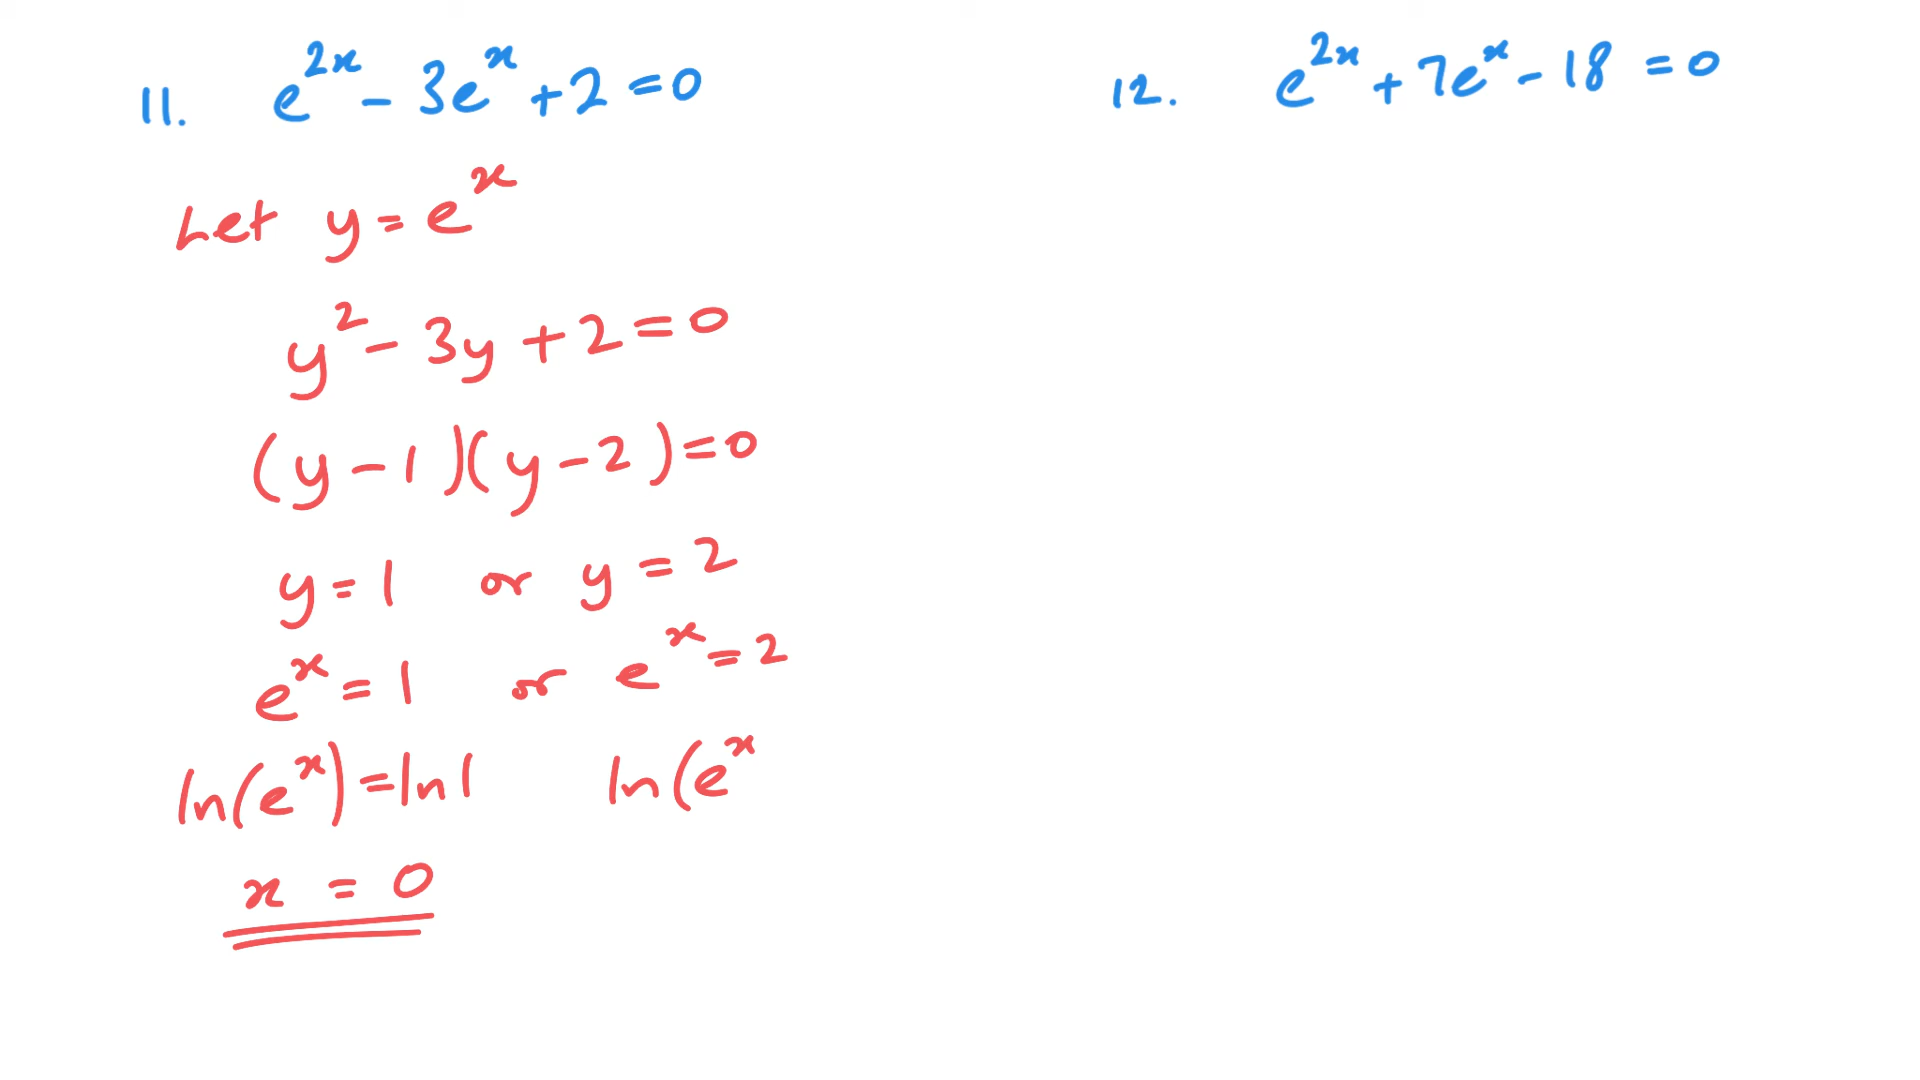 11. e^{2x} - 3e^x + 2 = 0
Let y = e^x
y^2 - 3y + 2 = 0
(y - 1)(y - 2) = 0
y = 1 or y = 2
e^x = 1 or e^x = 2
ln(e^x) = ln 1 ln(e^x
x = 0
12. e^{2x} + 7e^x - 18 = 0